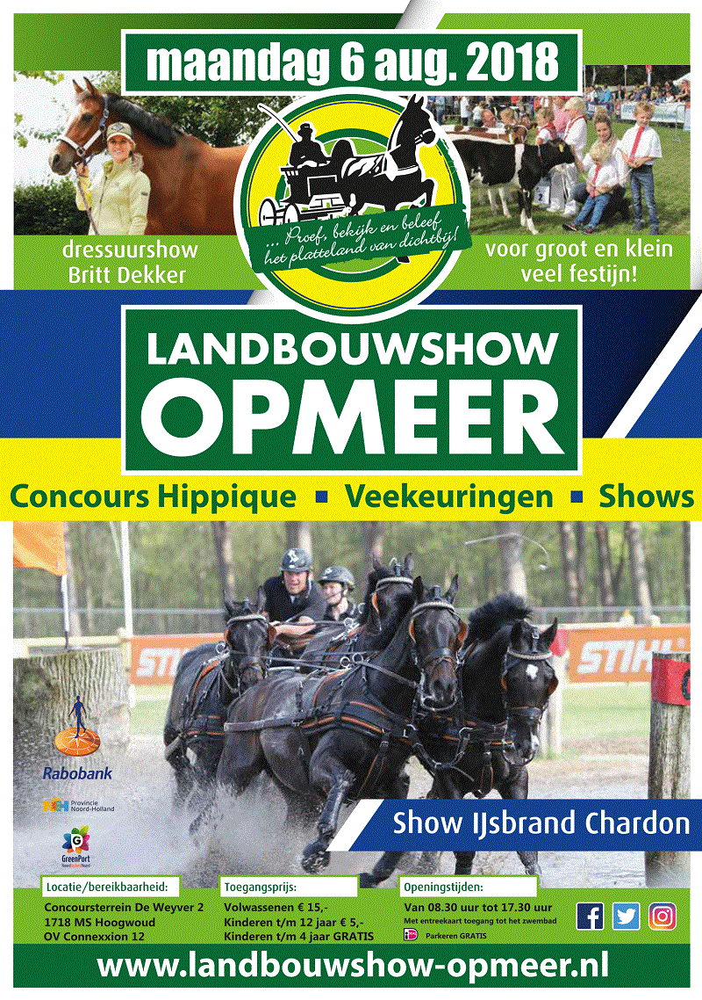 maandag 6 aug. 2018
... Proef, bekijk en beleef
het platteland van dichtbij!
dressuurshow
Britt Dekker
voor groot en klein
veel festijn!
LANDBOUWSHOW
OPMEER
Concours Hippique ▪ Veekeuringen ▪ Shows
STIHL
STIHL
Rabobank
Provincie
Noord-Holland
G
GreenPort
NoordHollandNoord
Show IJsbrand Chardon
Locatie/bereikbaarheid:
Concoursterrein De Weyver 2
1718 MS Hoogwoud
OV Connexxion 12
Toegangsprijs:
Volwassenen € 15,-
Kinderen t/m 12 jaar € 5,-
Kinderen t/m 4 jaar GRATIS
Openingstijden:
Van 08.30 uur tot 17.30 uur
Met entreekaart toegang tot het zwembad
Parkeren GRATIS
www.landbouwshow-opmeer.nl